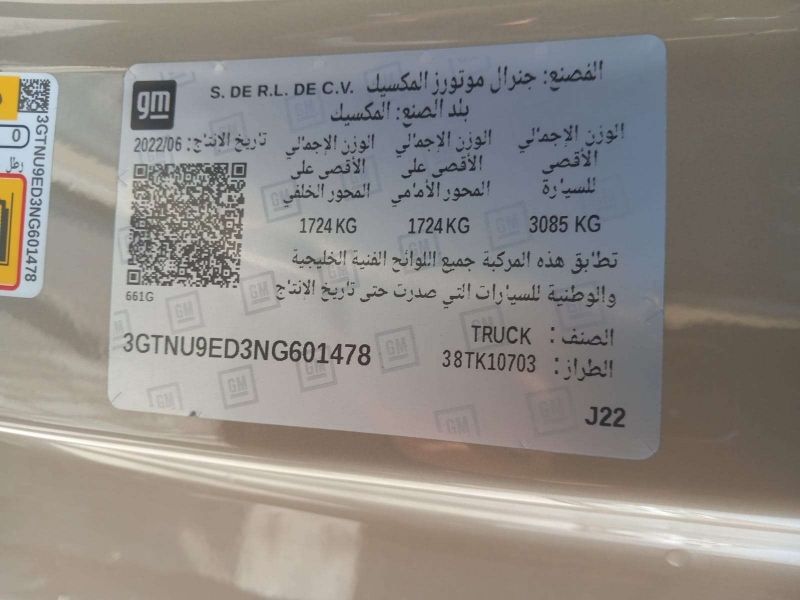 gm
المصنع: جنرال موتورز المكسيك S. DE R.L. DE C.V.
بلد الصنع: المكسيك
الوزن الإجمالي الأقصى للسيارة
3085 KG
الوزن الإجمالي الأقصى على المحور الأمامي
1724 KG
الوزن الإجمالي الأقصى على المحور الخلفي
1724 KG
تاريخ الانتاج: 2022/06
661G
تطابق هذه المركبة جميع اللوائح الفنية الخليجية
والوطنية للسيارات التي صدرت حتى تاريخ الانتاج
الصنف: TRUCK
الطراز: 38TK10703
3GTNU9ED3NG601478
J22
3GTNU9ED3NG601478
0